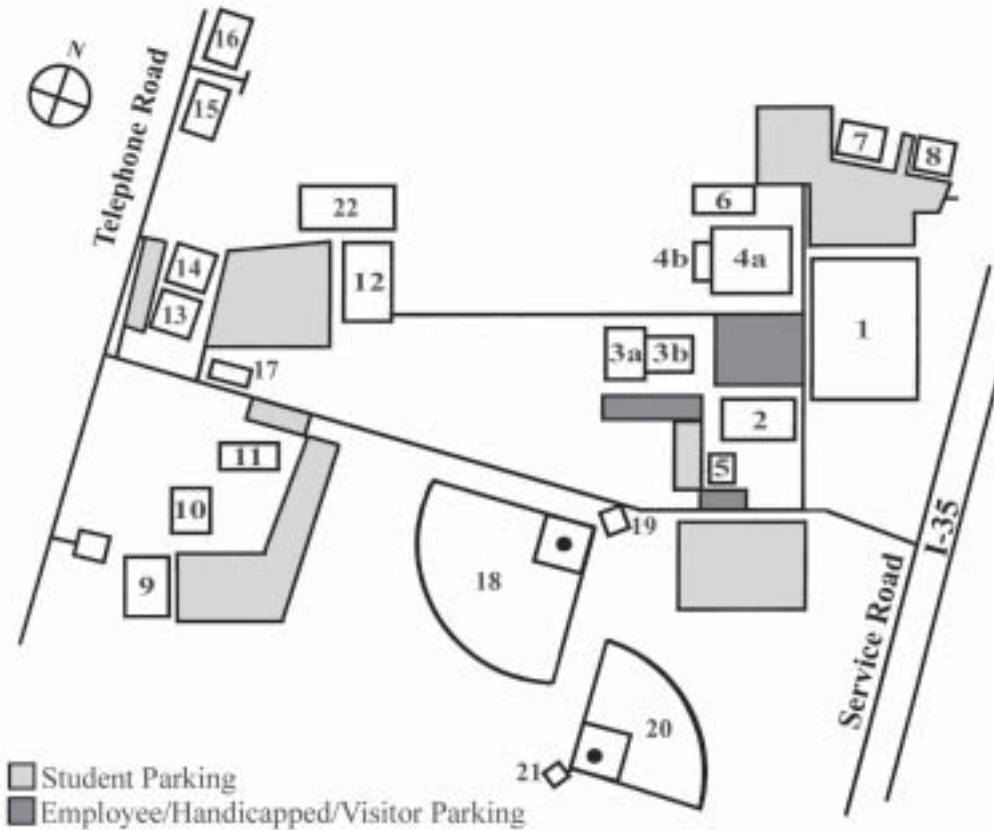 16
N
15
Telephone Road
7
8
6
22
14
12
4b
4a
13
1
3a
3b
17
2
11
5
10
19
I-35
9
18
Service Road
20
21
Student Parking
Employee/Handicapped/Visitor Parking